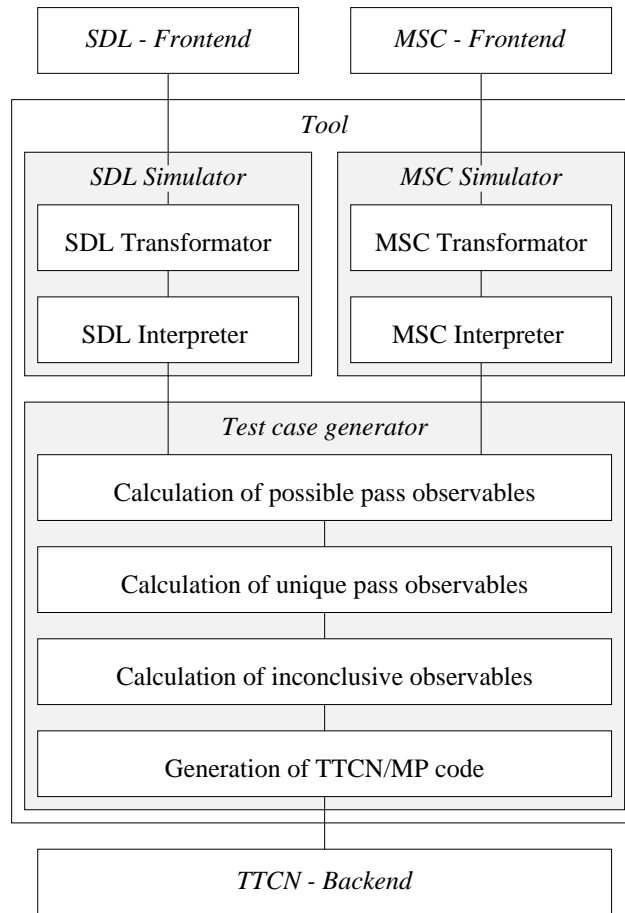 SDL - Frontend
MSC - Frontend
Tool
SDL Simulator
MSC Simulator
SDL Transformator
MSC Transformator
SDL Interpreter
MSC Interpreter
Test case generator
Calculation of possible pass observables
Calculation of unique pass observables
Calculation of inconclusive observables
Generation of TTCN/MP code
TTCN - Backend